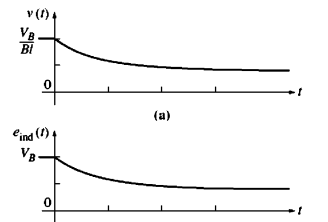 v(t)
V_B
Bl
0
t
(a)
e_ind(t)
V_B
0
t